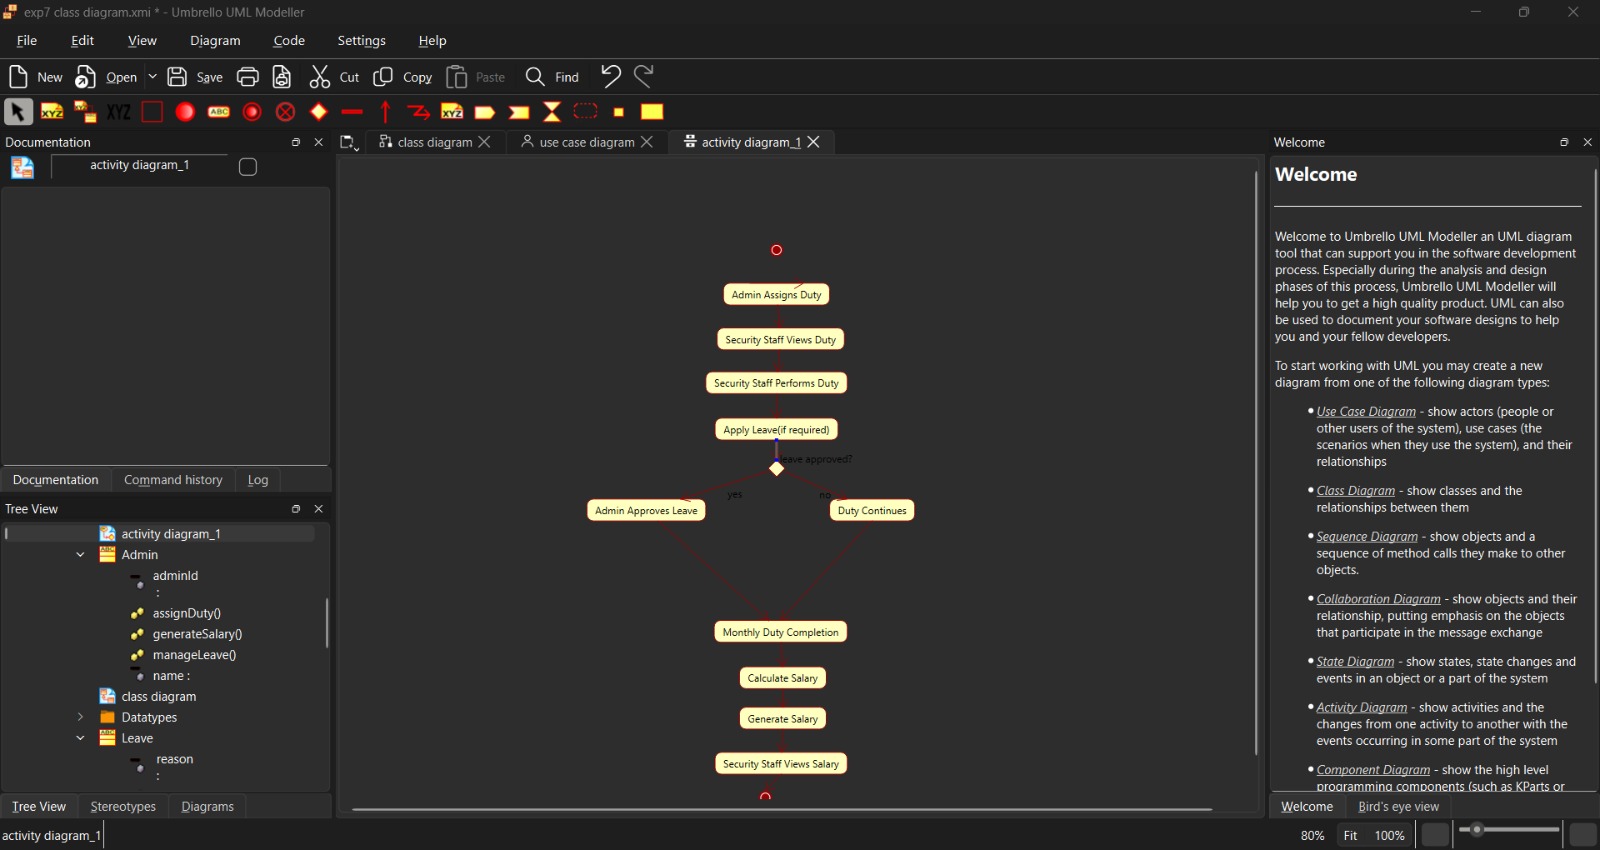 exp7 class diagram.xmi * - Umbrello UML Modeller
File Edit View Diagram Code Settings Help
New Open Save Cut Copy Paste Find
XYZ XYZ XYZ ABC XYZ
Documentation
activity diagram_1
class diagram
use case diagram
activity diagram_1
Admin Assigns Duty
Security Staff Views Duty
Security Staff Performs Duty
Apply Leave(if required)
leave approved?
yes
no
Admin Approves Leave
Duty Continues
Monthly Duty Completion
Calculate Salary
Generate Salary
Security Staff Views Salary
Documentation Command history Log
Tree View
activity diagram_1
Admin
adminId
:
assignDuty()
generateSalary()
manageLeave()
name :
class diagram
Datatypes
Leave
reason
:
Tree View Stereotypes Diagrams
activity diagram_1
Welcome
Welcome
Welcome to Umbrello UML Modeller an UML diagram
tool that can support you in the software development
process. Especially during the analysis and design
phases of this process, Umbrello UML Modeller will
help you to get a high quality product. UML can also
be used to document your software designs to help
you and your fellow developers.
To start working with UML you may create a new
diagram from one of the following diagram types:
• Use Case Diagram - show actors (people or
other users of the system), use cases (the
scenarios when they use the system), and their
relationships
• Class Diagram - show classes and the
relationships between them
• Sequence Diagram - show objects and a
sequence of method calls they make to other
objects.
• Collaboration Diagram - show objects and their
relationship, putting emphasis on the objects
that participate in the message exchange
• State Diagram - show states, state changes and
events in an object or a part of the system
• Activity Diagram - show activities and the
changes from one activity to another with the
events occurring in some part of the system
• Component Diagram - show the high level
programming components (such as KParts or
Welcome Bird's eye view
80% Fit 100%